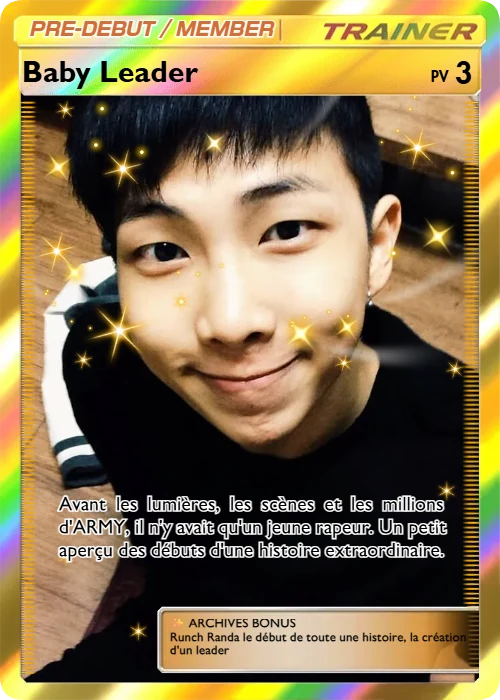 PRE-DEBUT / MEMBER
TRAINER
Baby Leader
PV 3
Avant les lumières, les scènes et les millions
d'ARMY, il n'y avait qu'un jeune rapeur. Un petit
aperçu des débuts d'une histoire extraordinaire.
ARCHIVES BONUS
Runch Randa le début de toute une histoire, la création
d'un leader